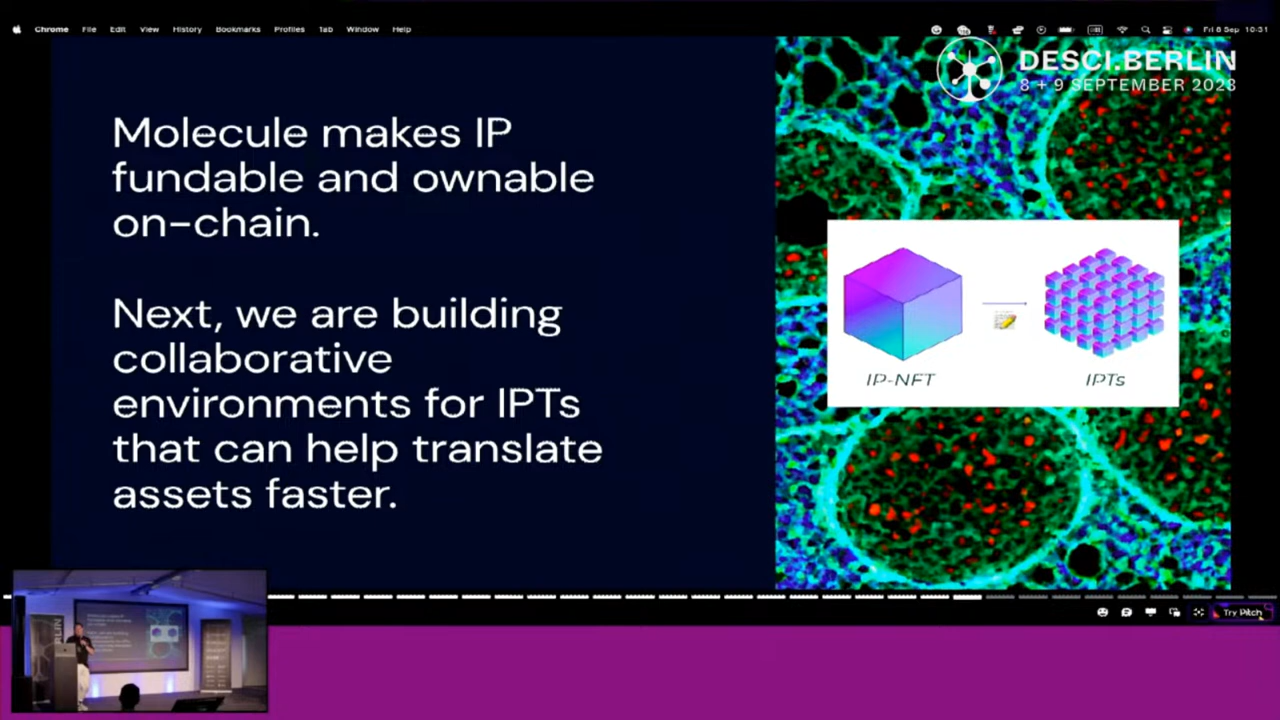 Chrome File Edit View History Bookmarks Profiles Tab Window Help
Fri 8 Sep 10:31
DESCI.BERLIN
8 + 9 SEPTEMBER 2023
Molecule makes IP
fundable and ownable
on-chain.
Next, we are building
collaborative
environments for IPTs
that can help translate
assets faster.
IP-NFT
IPTs
Try Pitch